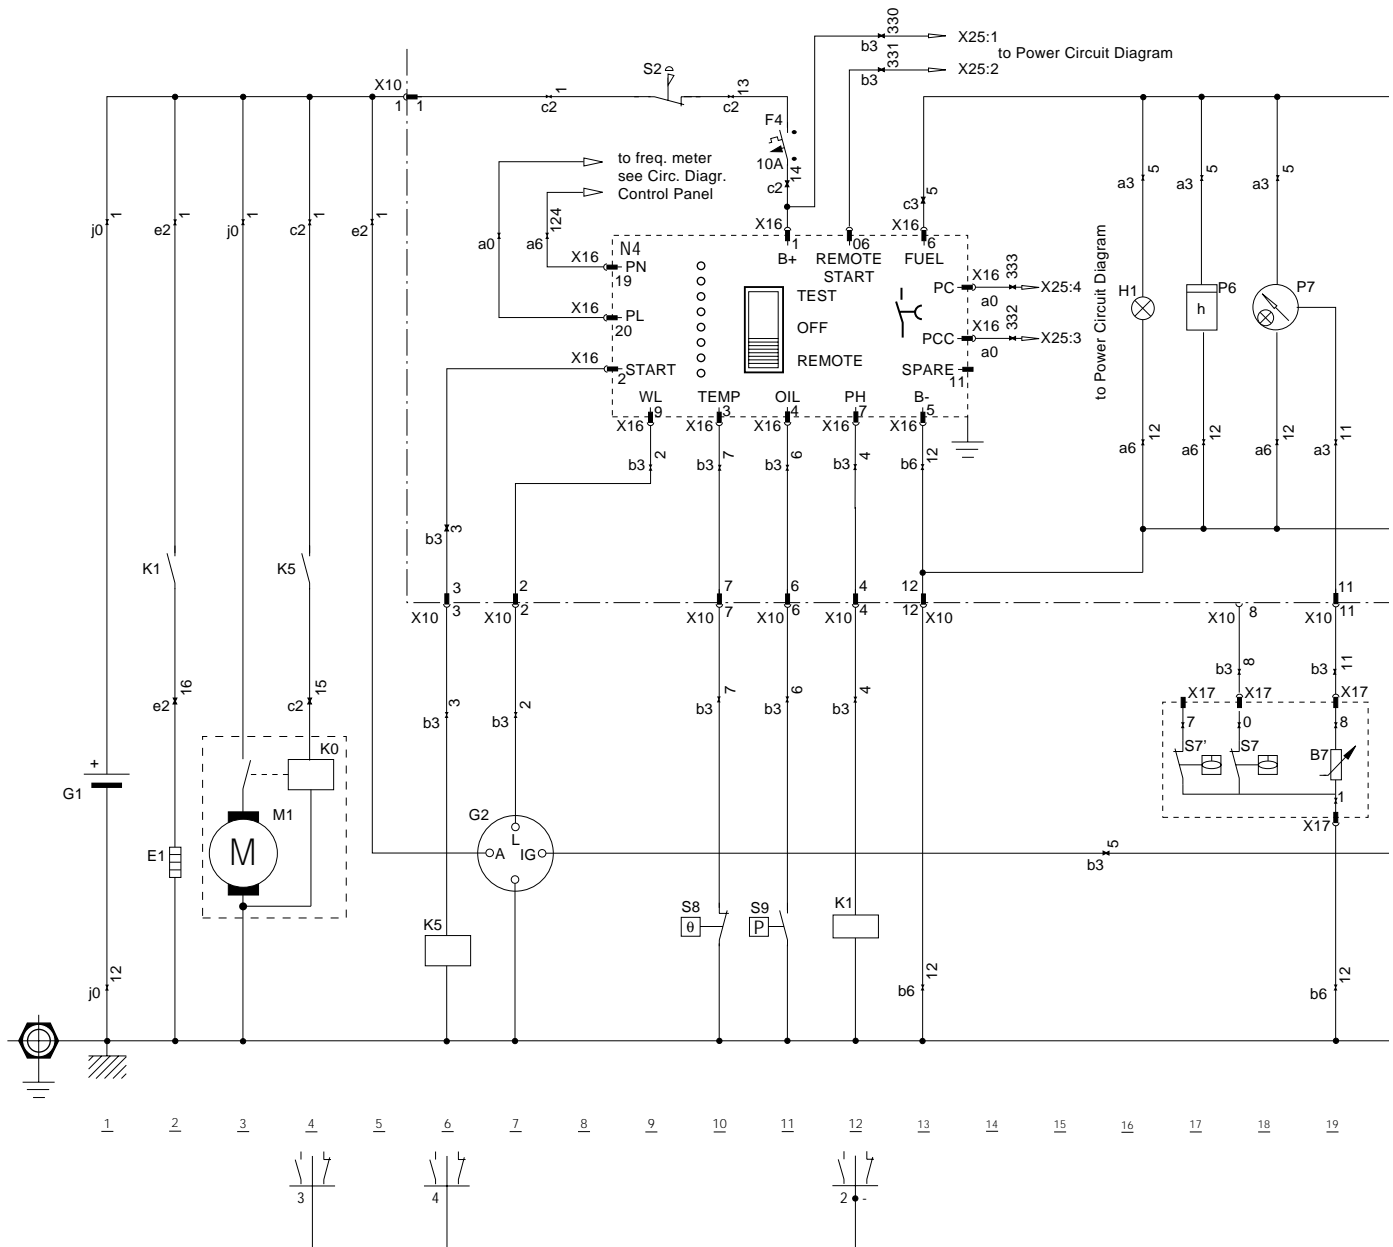 330
X25:1
b3
to Power Circuit Diagram
331
X25:2
b3
S2
X10
1 1
c2 1
c2 13
F4
10A
14
c2
to freq. meter
see Circ. Diagr.
Control Panel
5
c3
a3 5
a3 5
a3 5
j0 1
e2 1
j0 1
c2 1
e2 1
a0
a6 124
X16
1
B+
06
REMOTE
START
X16
6
FUEL
N4
X16
PN
19
X16
PL
20
X16
START
2
TEST
OFF
REMOTE
PC
X16
a0
333
X25:4
PCC
X16
a0
332
X25:3
SPARE
11
to Power Circuit Diagram
H1
P6
h
P7
WL
9
TEMP
3
OIL
4
PH
7
B-
5
X16
X16
X16
X16
X16
b3 2
b3 7
b3 6
b3 4
b6 12
a6 12
a6 12
a6 12
a3 11
b3 3
K1
K5
3
2
7
6
4
12
11
X10 3
X10 2
X10 7
X10 6
X10 4
12 X10
X10 8
X10 11
e2 16
c2 15
b3 3
b3 2
b3 7
b3 6
b3 4
b3 8
b3 11
X17
X17
X17
7
0
8
S7'
S7
B7
1
X17
K0
+
G1
M1
M
E1
G2
L
A
IG
b3 5
S8
θ
S9
P
K1
K5
j0 12
b6 12
b6 12
1 2 3 4 5 6 7 8 9 10 11 12 13 14 15 16 17 18 19
3
4
2 -